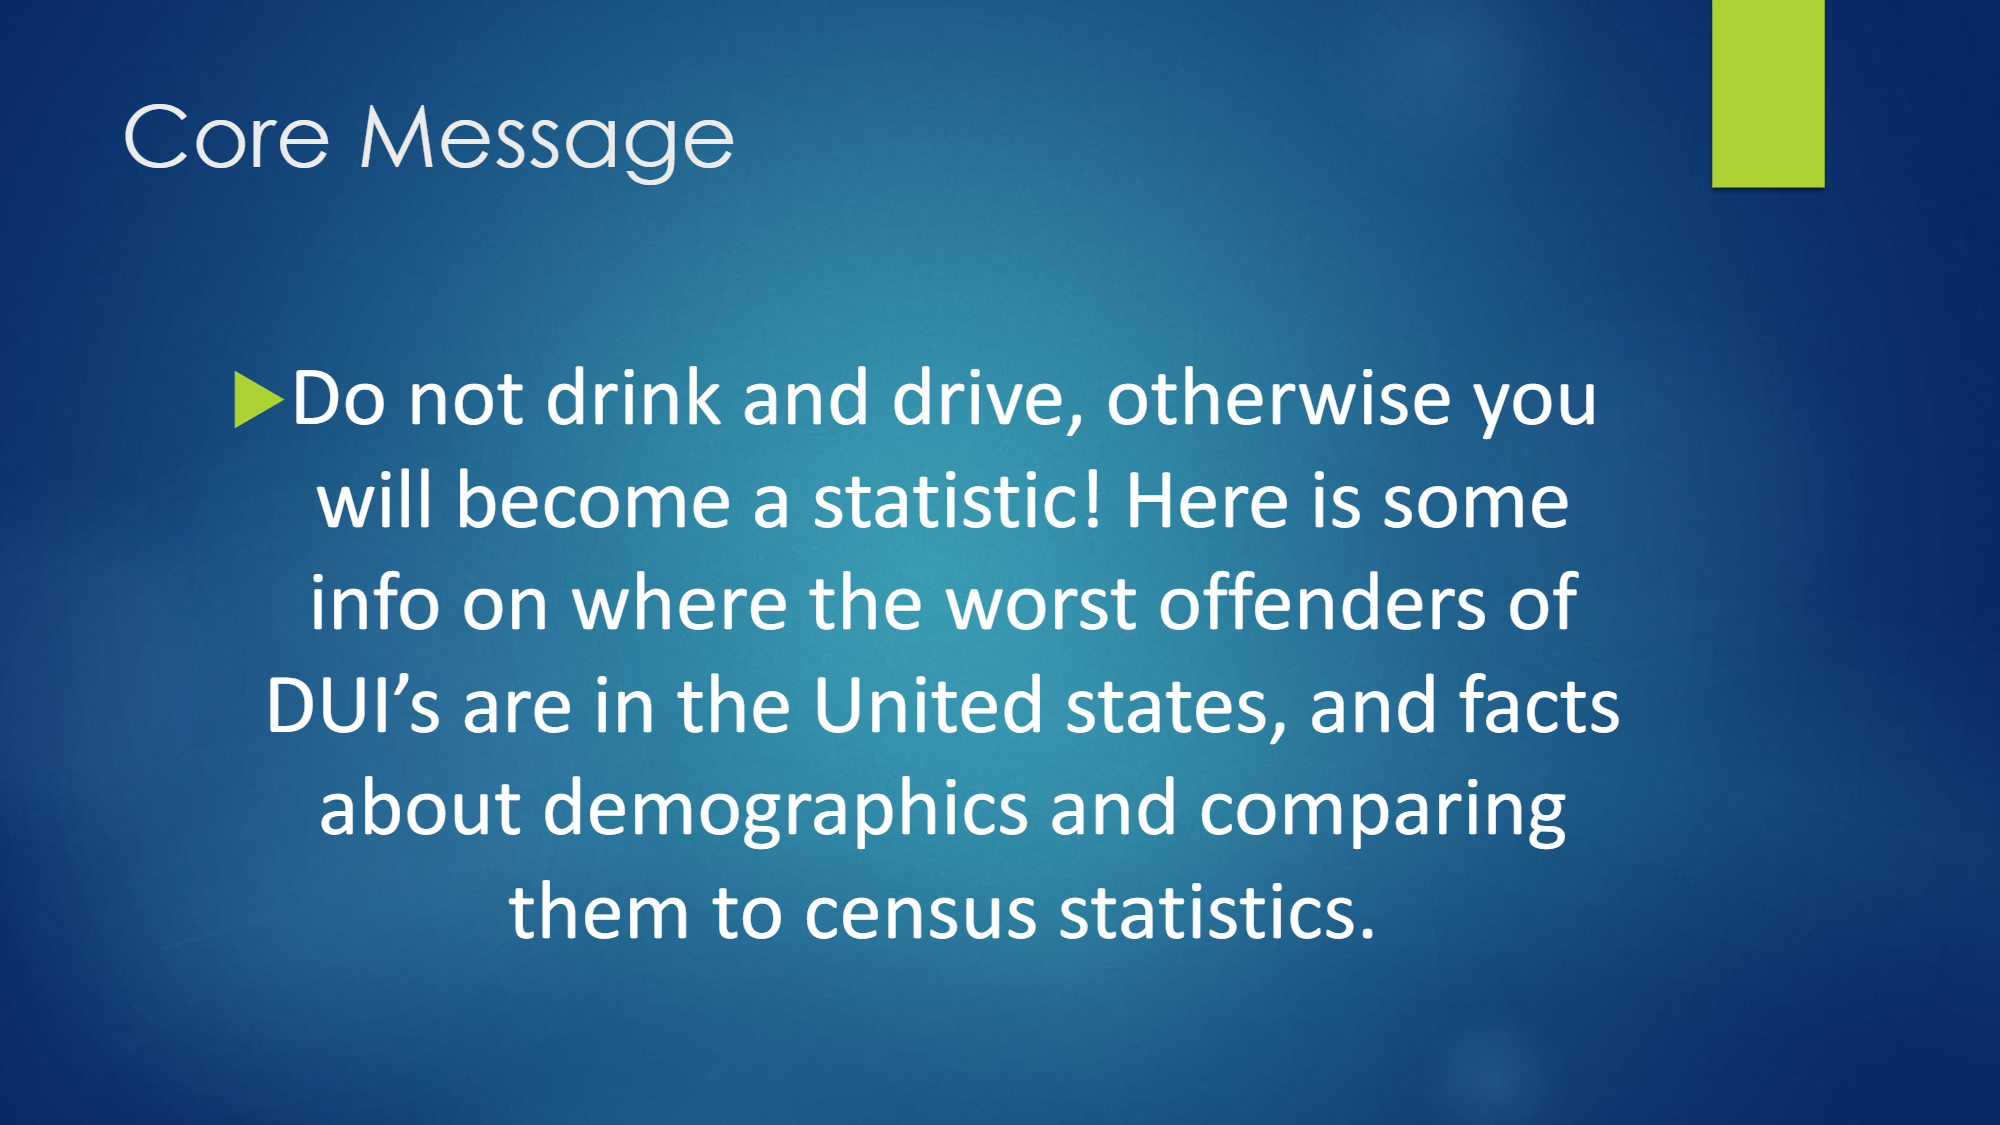 Core Message
Do not drink and drive, otherwise you
will become a statistic! Here is some
info on where the worst offenders of
DUI’s are in the United states, and facts
about demographics and comparing
them to census statistics.